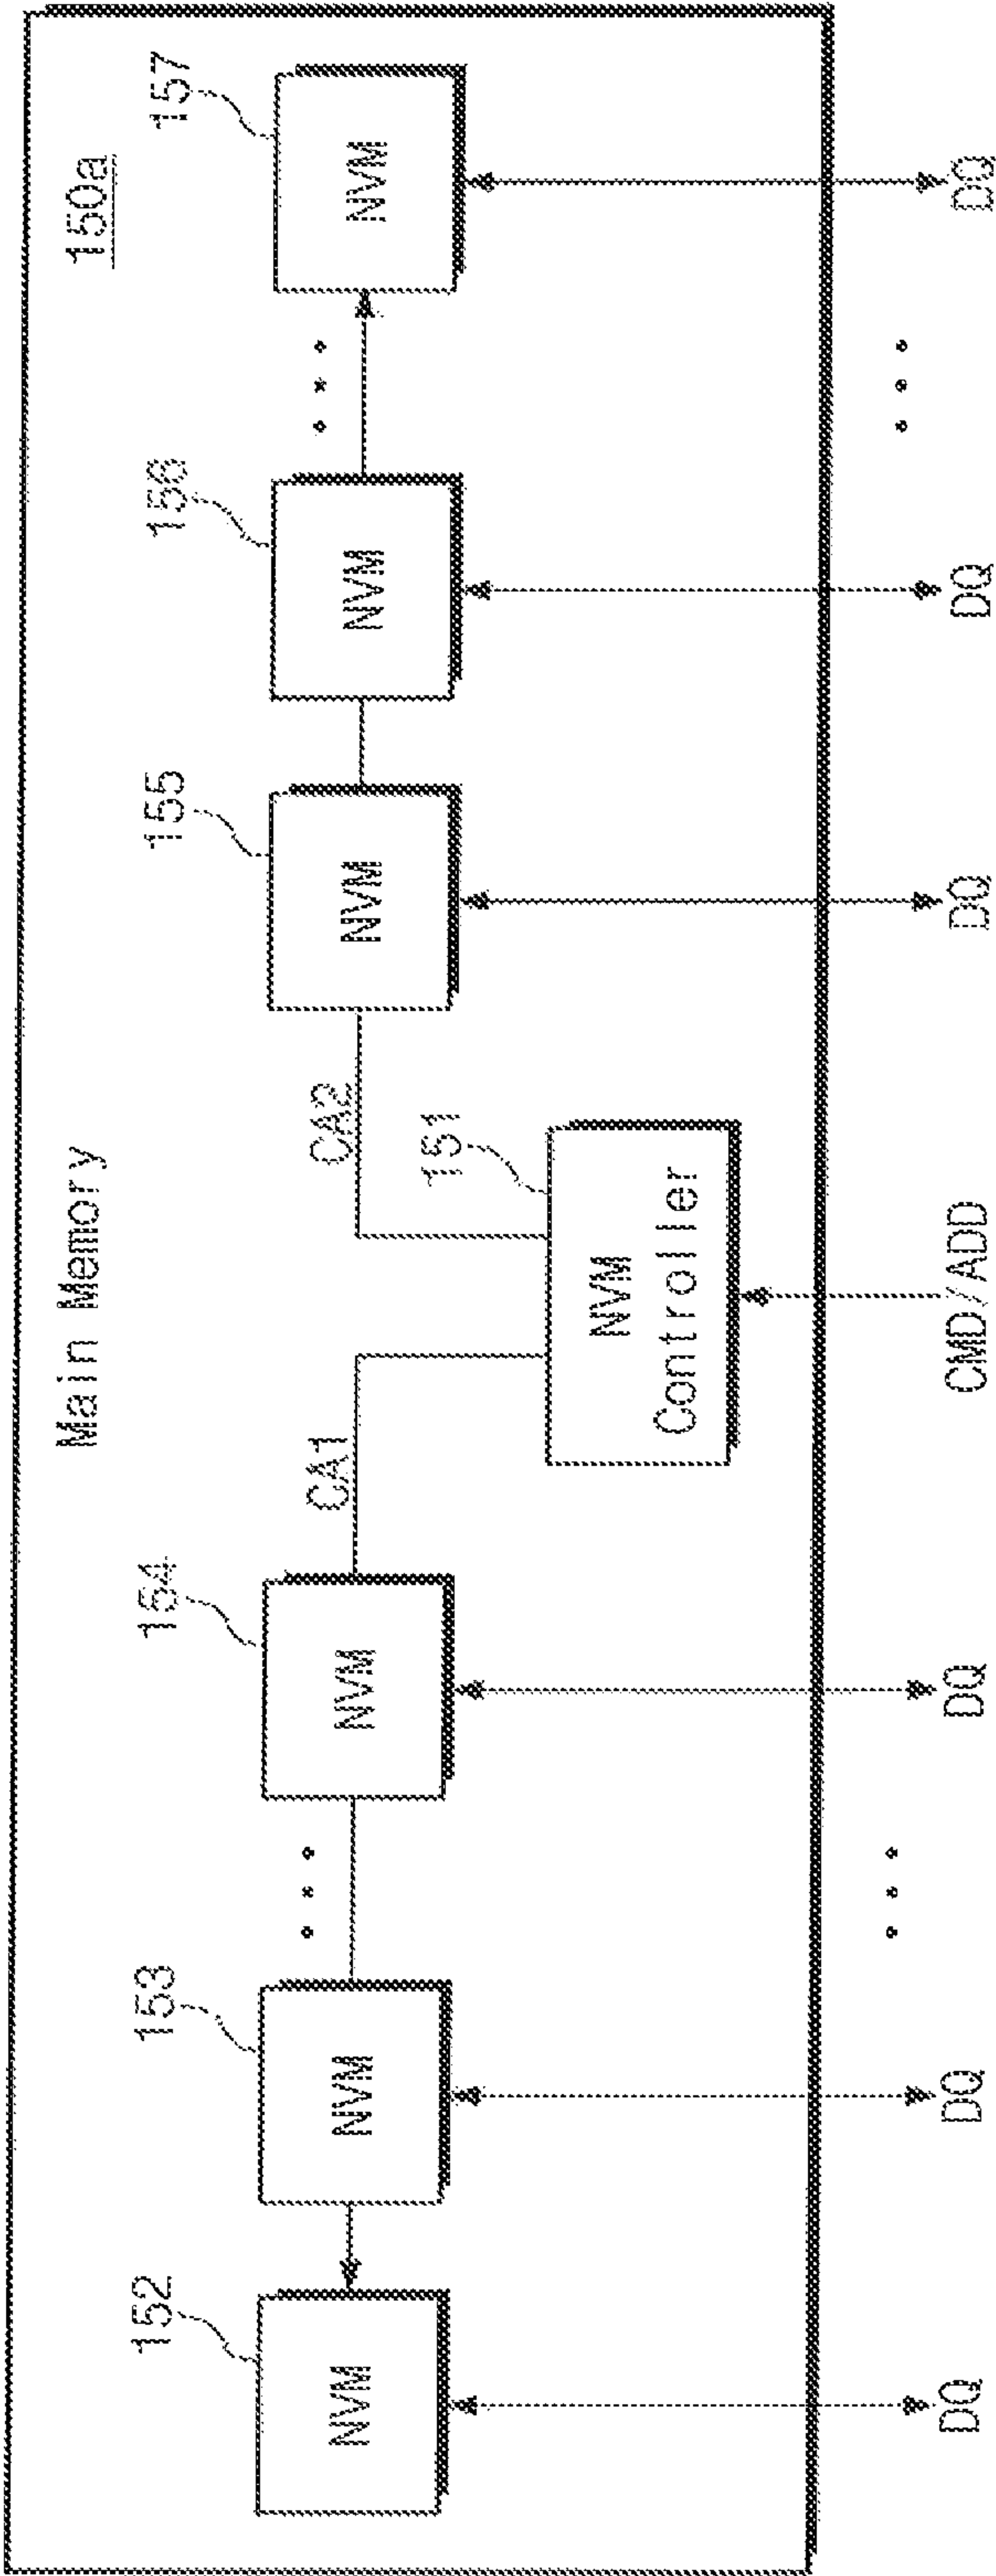 Main Memory
150a
152
153
154
155
156
157
NVM
NVM
NVM
NVM
NVM
NVM
CA1
CA2
151
NVM
Controller
DQ
DQ
DQ
CMD/ADD
DQ
DQ
DQ